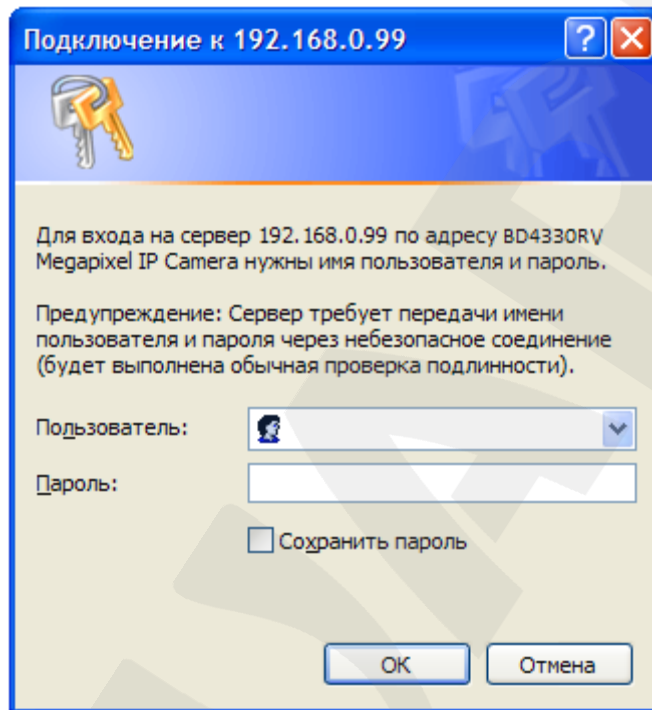 Подключение к 192.168.0.99
Для входа на сервер 192.168.0.99 по адресу BD4330RV
Megapixel IP Camera нужны имя пользователя и пароль.
Предупреждение: Сервер требует передачи имени
пользователя и пароля через небезопасное соединение
(будет выполнена обычная проверка подлинности).
Пользователь:
Пароль:
Сохранить пароль
ОК Отмена